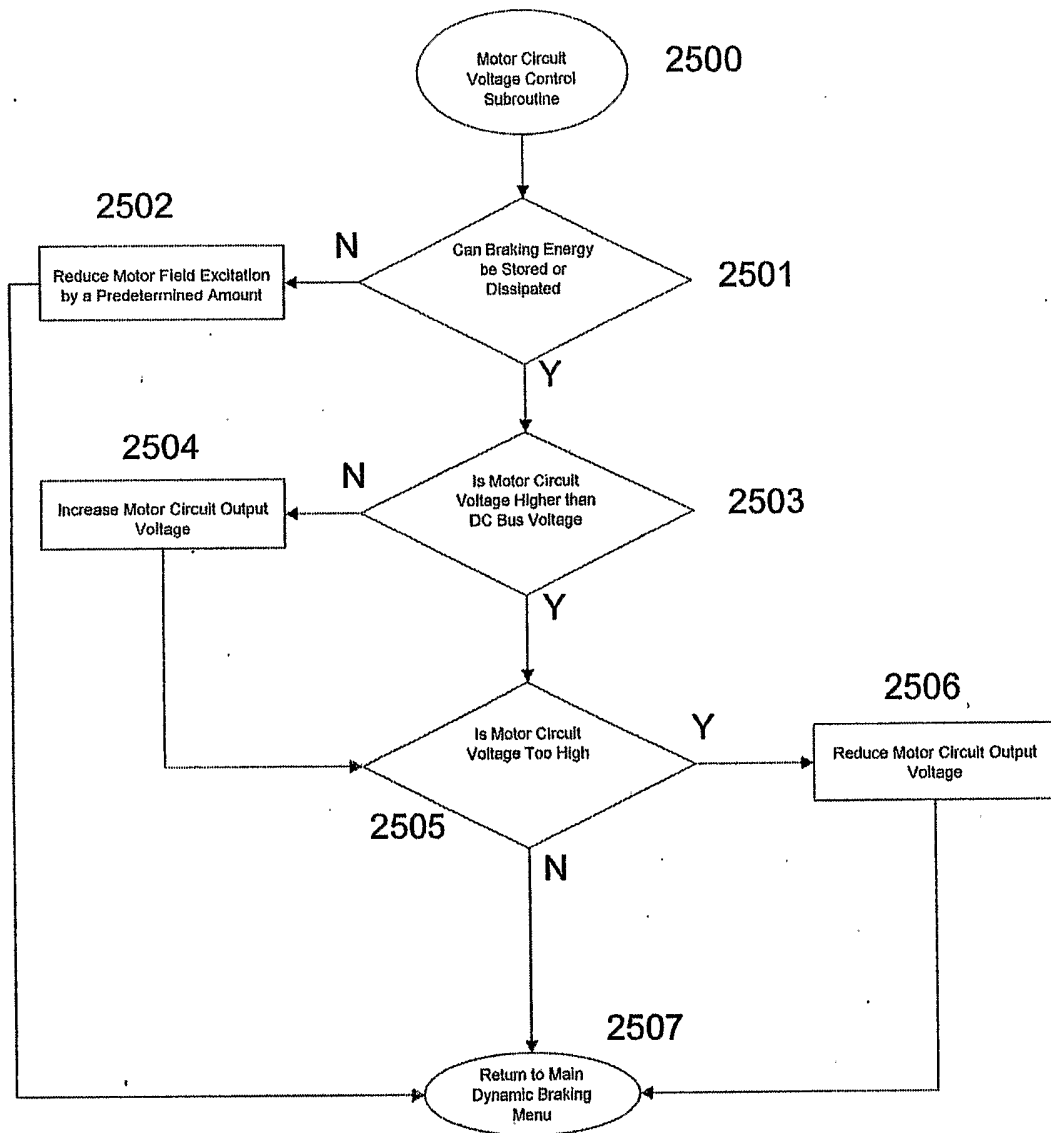 Motor Circuit
Voltage Control
Subroutine
2500
2502
N
Can Braking Energy
be Stored or
Dissipated
2501
Reduce Motor Field Excitation
by a Predetermined Amount
Y
2504
N
Is Motor Circuit
Voltage Higher than
DC Bus Voltage
2503
Increase Motor Circuit Output
Voltage
Y
2506
Is Motor Circuit
Voltage Too High
Y
Reduce Motor Circuit Output
Voltage
2505
N
2507
Return to Main
Dynamic Braking
Menu